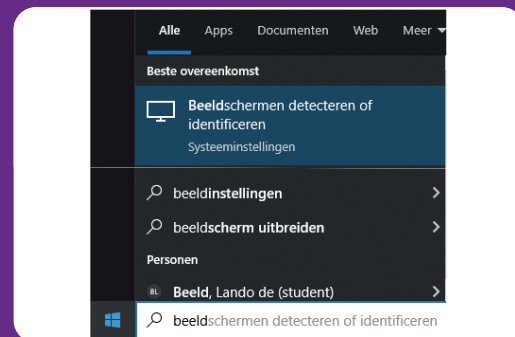 Alle Apps Documenten Web Meer
Beste overeenkomst
Beeldschermen detecteren of
identificeren
Systeeminstellingen
beeldinstellingen
beeldscherm uitbreiden
Personen
BL Beeld, Lando de (student)
beeldschermen detecteren of identificeren